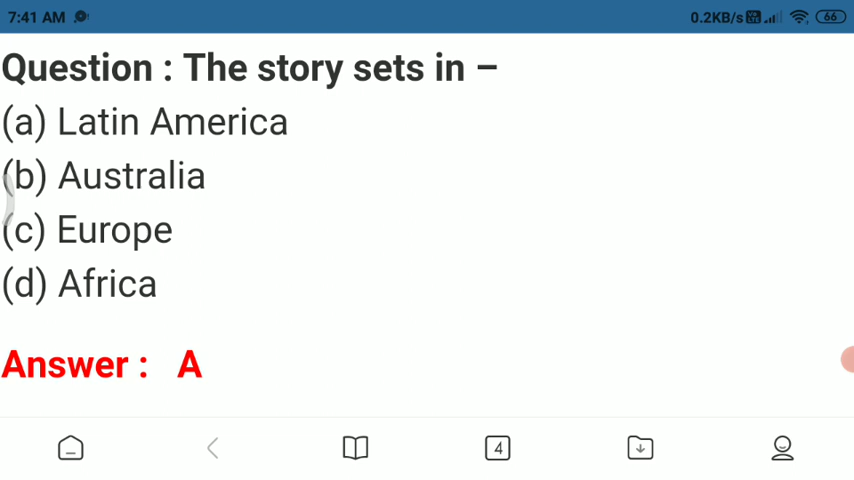 7:41 AM 0.2KB/s 66
Question : The story sets in –
(a) Latin America
(b) Australia
(c) Europe
(d) Africa
Answer : A
4